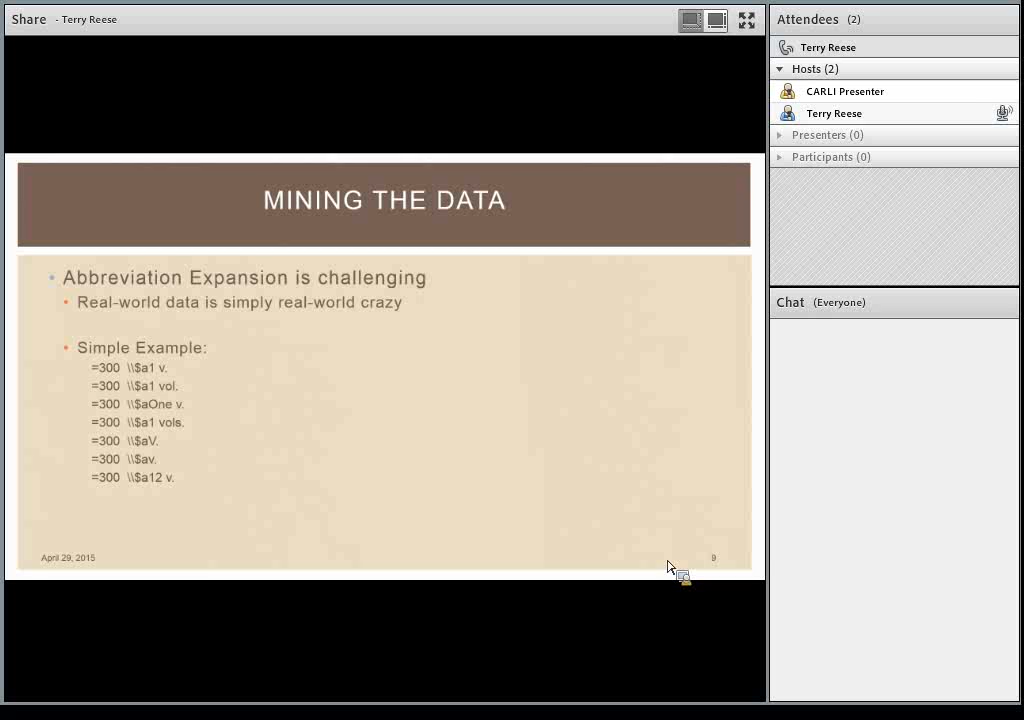 Share - Terry Reese
MINING THE DATA
• Abbreviation Expansion is challenging
• Real-world data is simply real-world crazy
• Simple Example:
=300 \\$a1 v.
=300 \\$a1 vol.
=300 \\$aOne v.
=300 \\$a1 vols.
=300 \\$aV.
=300 \\$av.
=300 \\$a12 v.
April 29, 2015 9
Attendees (2)
Terry Reese
Hosts (2)
CARLI Presenter
Terry Reese
Presenters (0)
Participants (0)
Chat (Everyone)